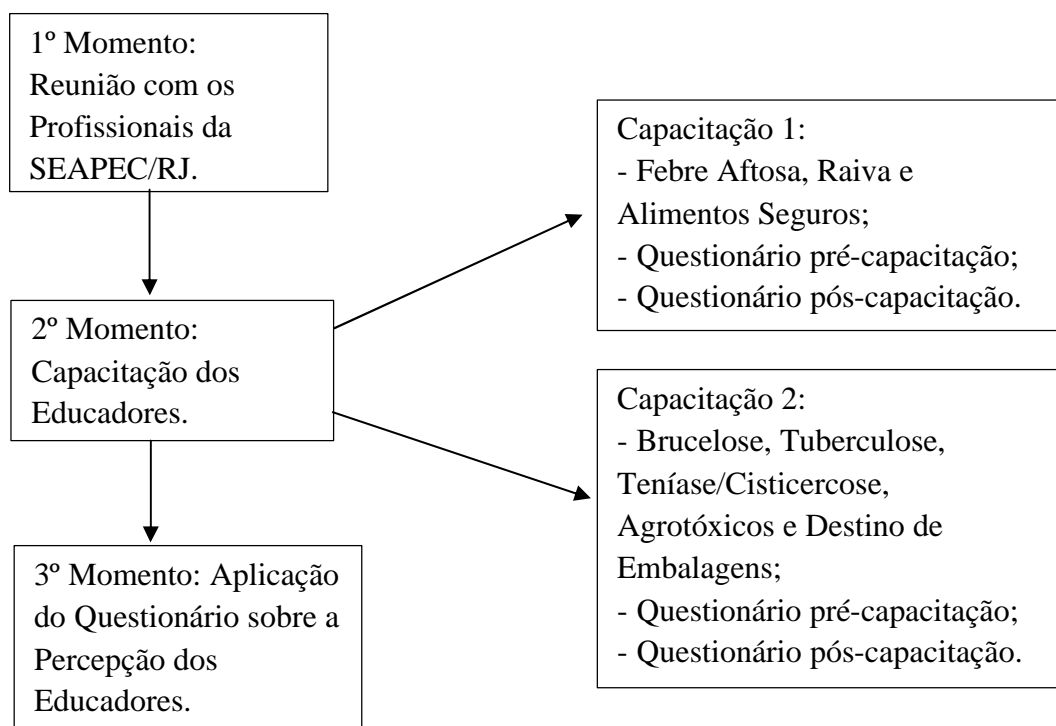 1º Momento:
Reunião com os
Profissionais da
SEAPEC/RJ.
2º Momento:
Capacitação dos
Educadores.
3º Momento: Aplicação
do Questionário sobre a
Percepção dos
Educadores.
Capacitação 1:
- Febre Aftosa, Raiva e
Alimentos Seguros;
- Questionário pré-capacitação;
- Questionário pós-capacitação.
Capacitação 2:
- Brucelose, Tuberculose,
Teníase/Cisticercose,
Agrotóxicos e Destino de
Embalagens;
- Questionário pré-capacitação;
- Questionário pós-capacitação.